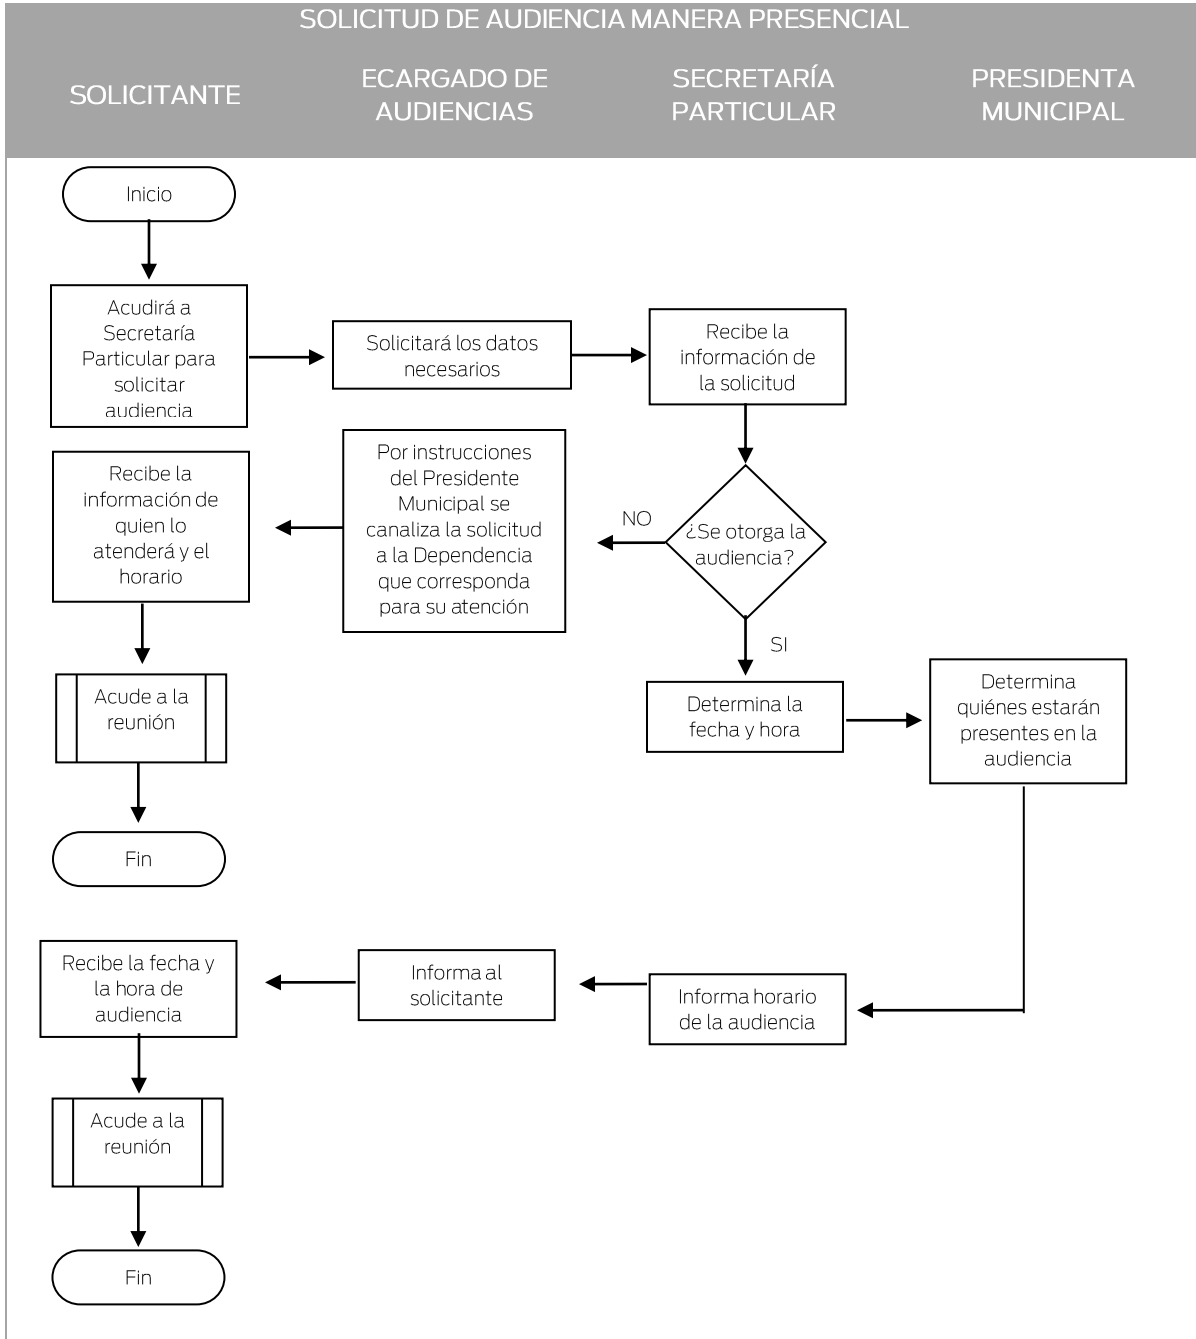 SOLICITUD DE AUDIENCIA MANERA PRESENCIAL
SOLICITANTE
ECARGADO DE
AUDIENCIAS
SECRETARÍA
PARTICULAR
PRESIDENTA
MUNICIPAL
Inicio
Acudirá a
Secretaría
Particular para
solicitar
audiencia
Solicitará los datos
necesarios
Recibe la
información de
la solicitud
¿Se otorga la
audiencia?
NO
Por instrucciones
del Presidente
Municipal se
canaliza la solicitud
a la Dependencia
que corresponda
para su atención
Recibe la
información de
quien lo
atenderá y el
horario
Acude a la
reunión
Fin
SI
Determina la
fecha y hora
Determina
quiénes estarán
presentes en la
audiencia
Informa horario
de la audiencia
Informa al
solicitante
Recibe la fecha y
la hora de
audiencia
Acude a la
reunión
Fin